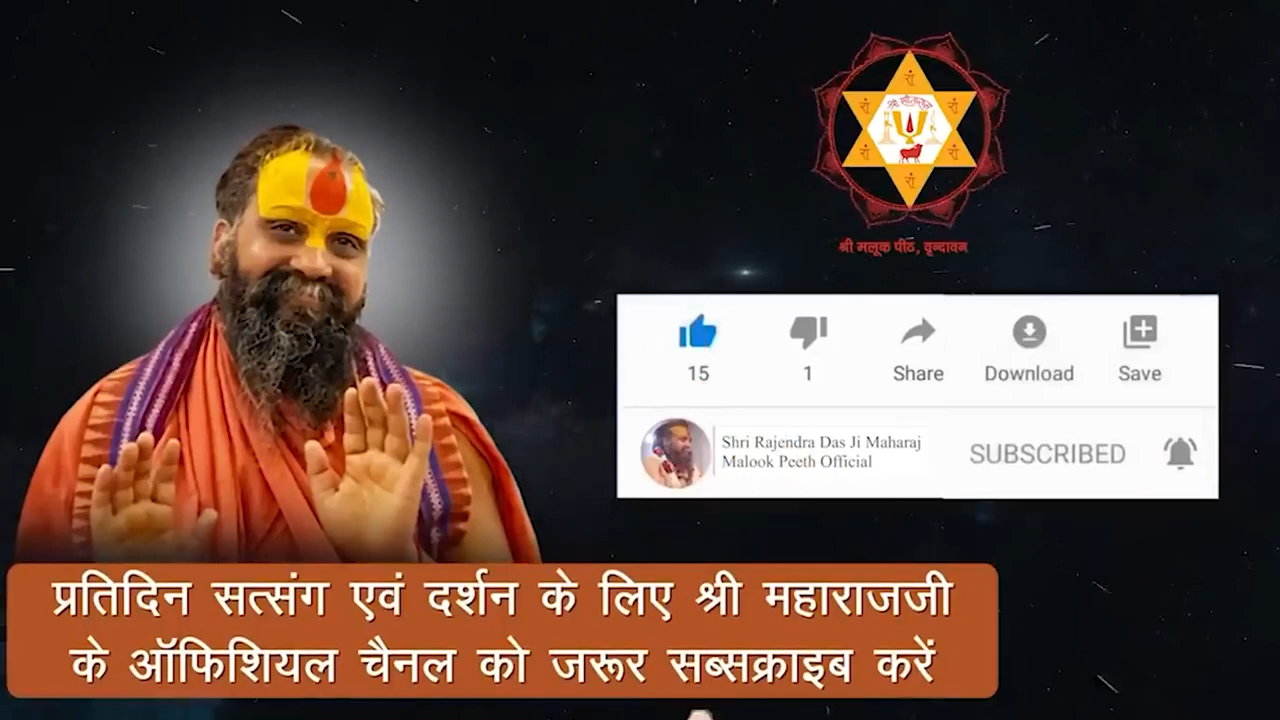 रां
रां
रां
श्री सीताराम
रां
रां
रां
श्री मलूक पीठ, वृन्दावन
15
1
Share
Download
Save
Shri Rajendra Das Ji Maharaj
Malook Peeth Official
SUBSCRIBED
प्रतिदिन सत्संग एवं दर्शन के लिए श्री महाराजजी
के ऑफिशियल चैनल को जरूर सब्सक्राइब करें